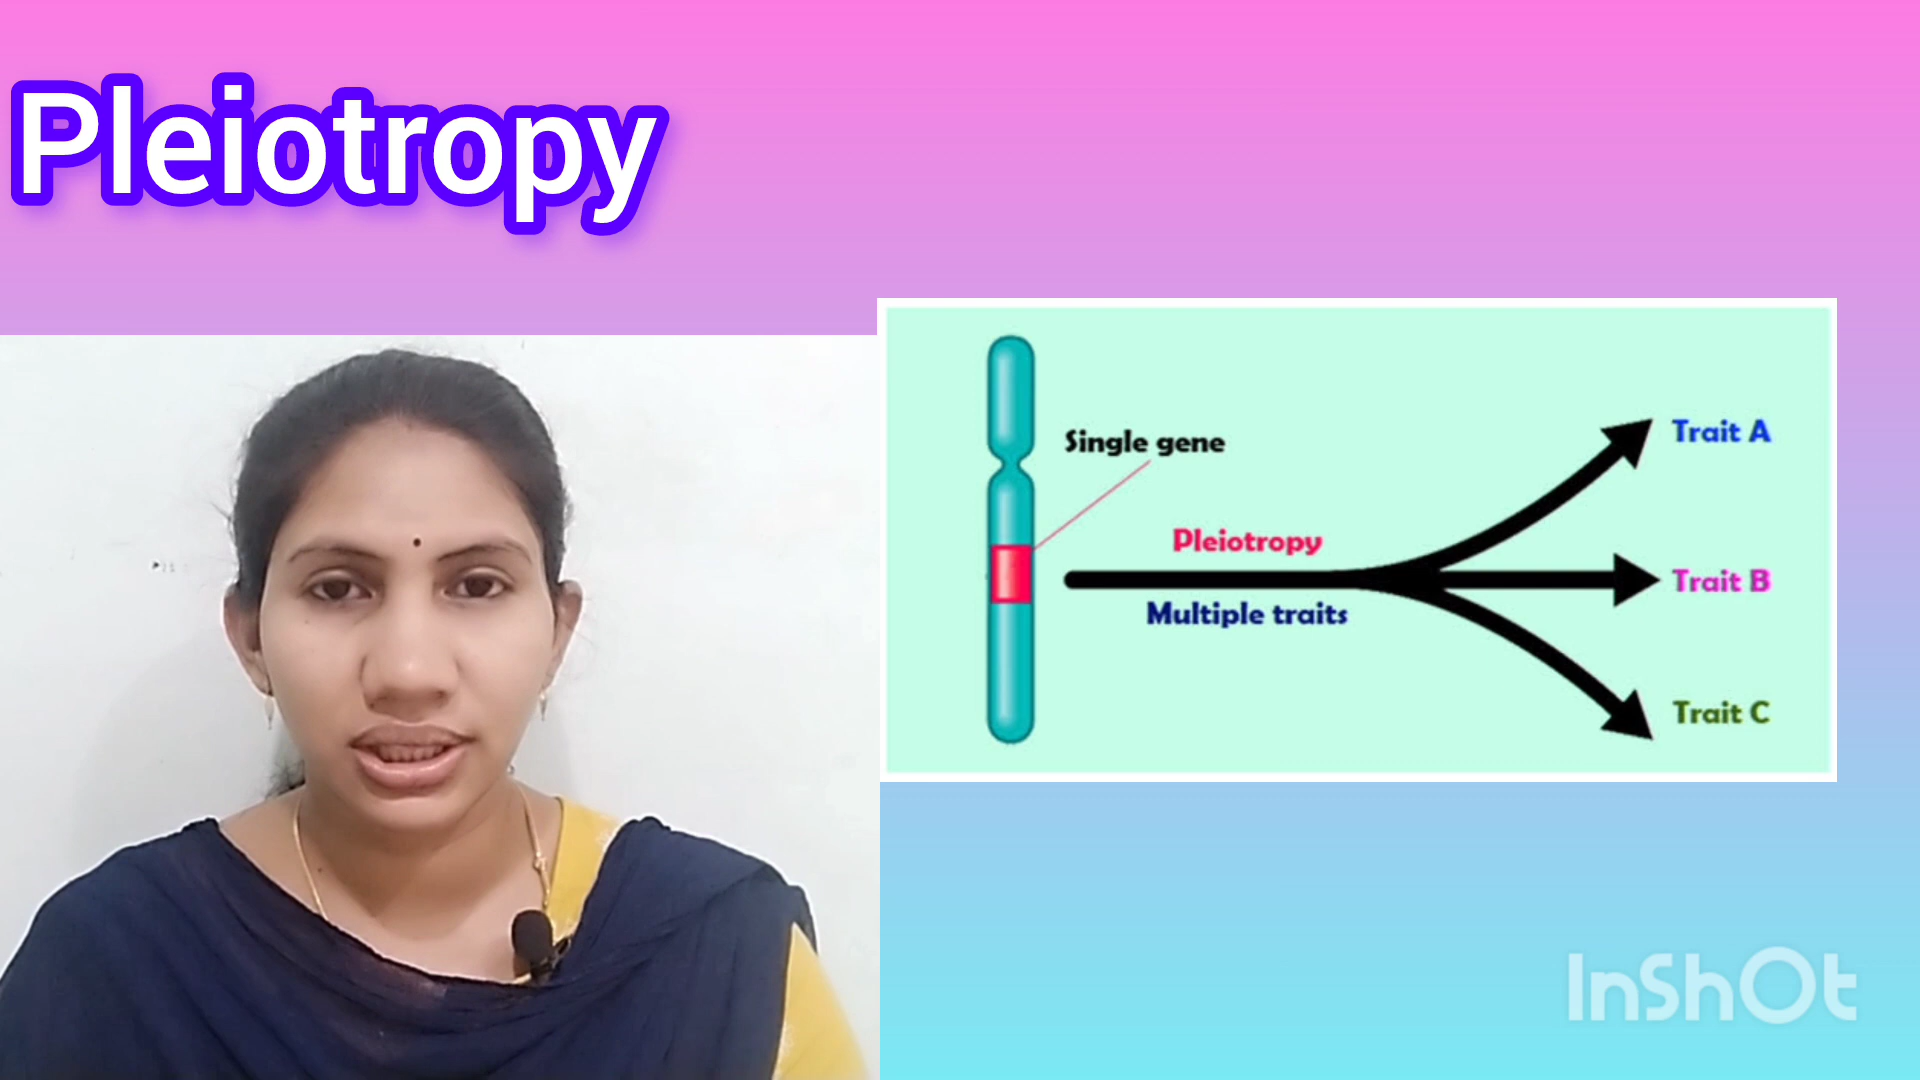 Pleiotropy
Single gene
Pleiotropy
Multiple traits
Trait A
Trait B
Trait C
InShOt